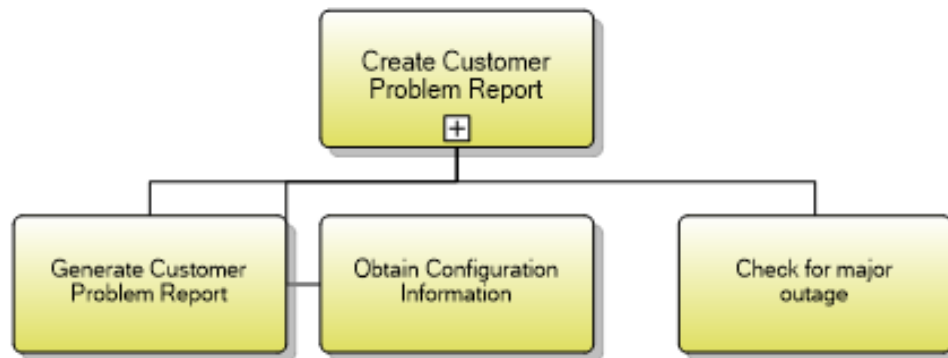 Create Customer
Problem Report
Generate Customer
Problem Report
Obtain Configuration
Information
Check for major
outage